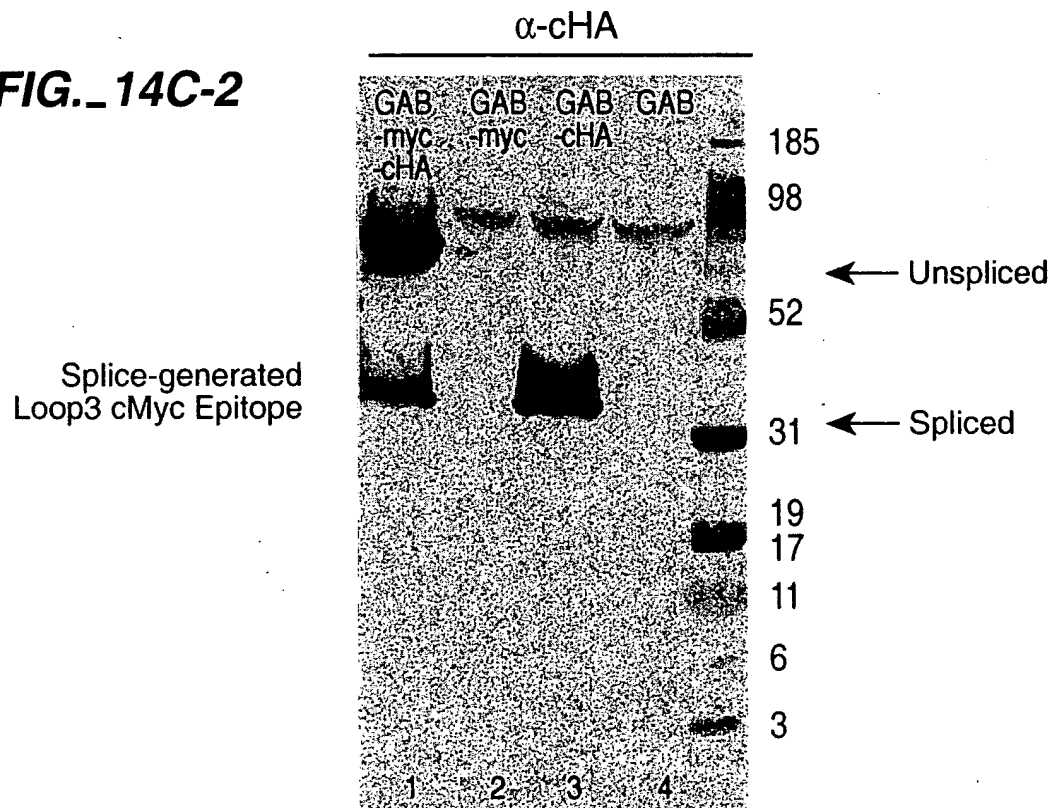 α-cHA
FIG._14C-2
GAB
-myc
-cHA
GAB
-myc
GAB
-cHA
GAB
185
98
Unspliced
52
Splice-generated
Loop3 cMyc Epitope
31
Spliced
19
17
11
6
3
1
2
3
4